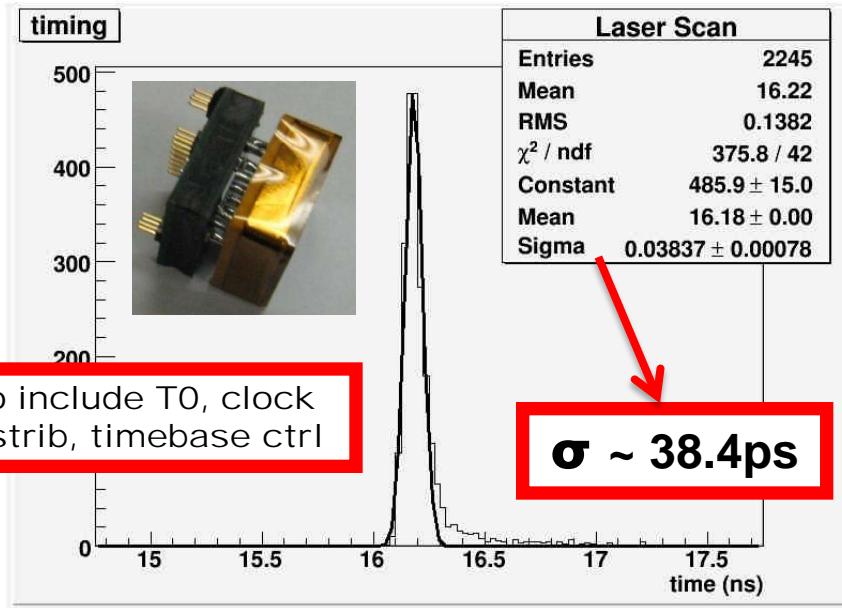 timing
Laser Scan
Entries 2245
Mean 16.22
RMS 0.1382
χ² / ndf 375.8 / 42
Constant 485.9 ± 15.0
Mean 16.18 ± 0.00
Sigma 0.03837 ± 0.00078
500
400
300
200
include T0, clock
timebase ctrl
σ ~ 38.4ps
0
15 15.5 16 16.5 17 17.5
time (ns)